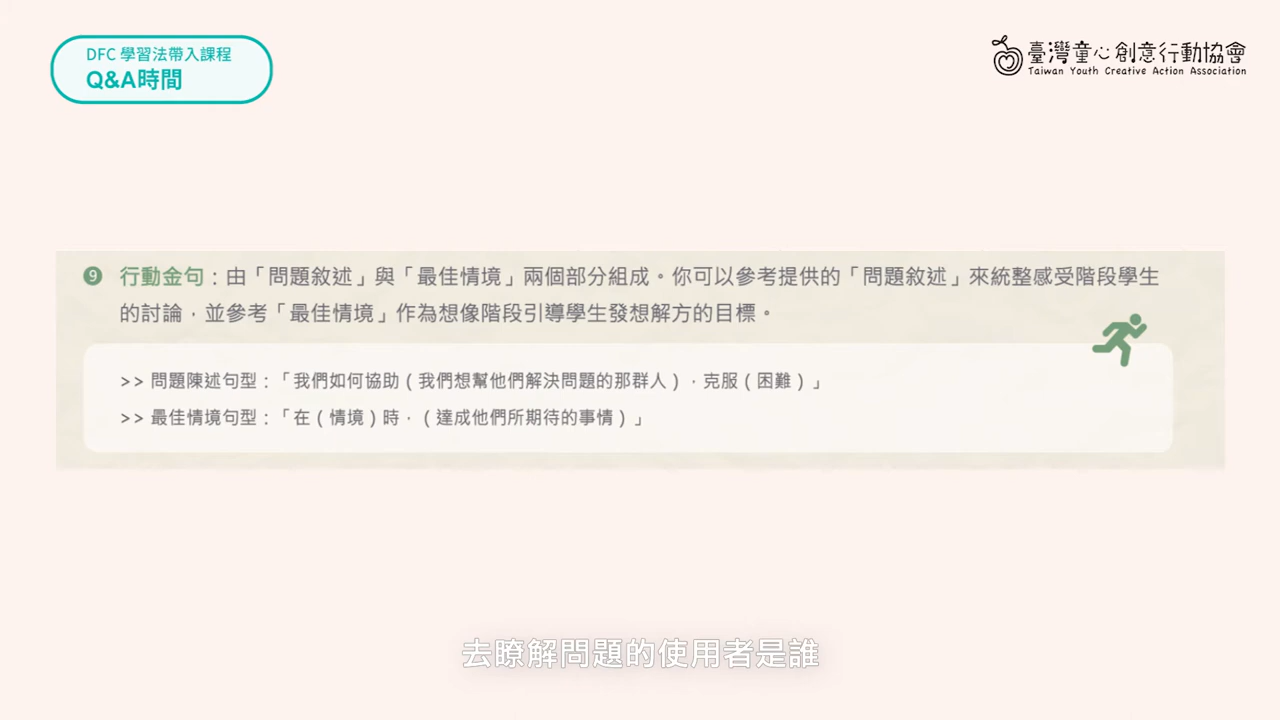 DFC 學習法帶入課程
Q&A時間
臺灣童心創意行動協會
Taiwan Youth Creative Action Association
❾ 行動金句：由「問題敘述」與「最佳情境」兩個部分組成。你可以參考提供的「問題敘述」來統整感受階段學生
的討論，並參考「最佳情境」作為想像階段引導學生發想解方的目標。
>> 問題陳述句型：「我們如何協助（我們想幫他們解決問題的那群人），克服（困難）」
>> 最佳情境句型：「在（情境）時，（達成他們所期待的事情）」
去瞭解問題的使用者是誰